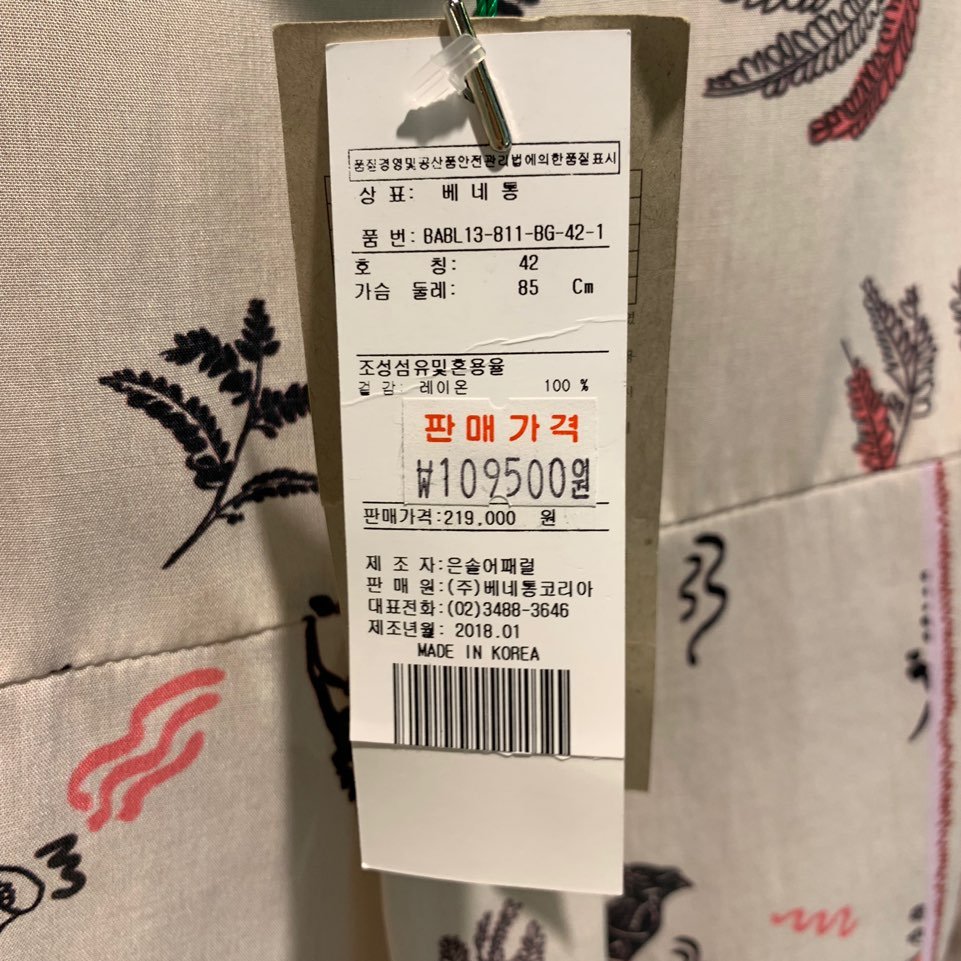 품질경영및공산품안전관리법에의한품질표시
상 표: 베네통
품 번: BABL13-811-BG-42-1
호 칭: 42
가슴 둘레: 85 Cm
조성섬유및혼용율
겉 감: 레이온 100 %
판매가격
₩109500원
판매가격:219,000 원
제 조 자:은솔어패럴
판 매 원:(주)베네통코리아
대표전화:(02)3488-3646
제조년월: 2018.01
MADE IN KOREA